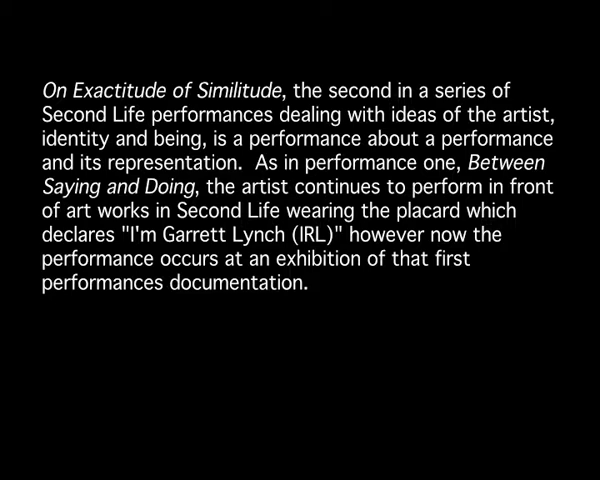 On Exactitude of Similitude, the second in a series of
Second Life performances dealing with ideas of the artist,
identity and being, is a performance about a performance
and its representation.  As in performance one, Between
Saying and Doing, the artist continues to perform in front
of art works in Second Life wearing the placard which
declares "I'm Garrett Lynch (IRL)" however now the
performance occurs at an exhibition of that first
performances documentation.